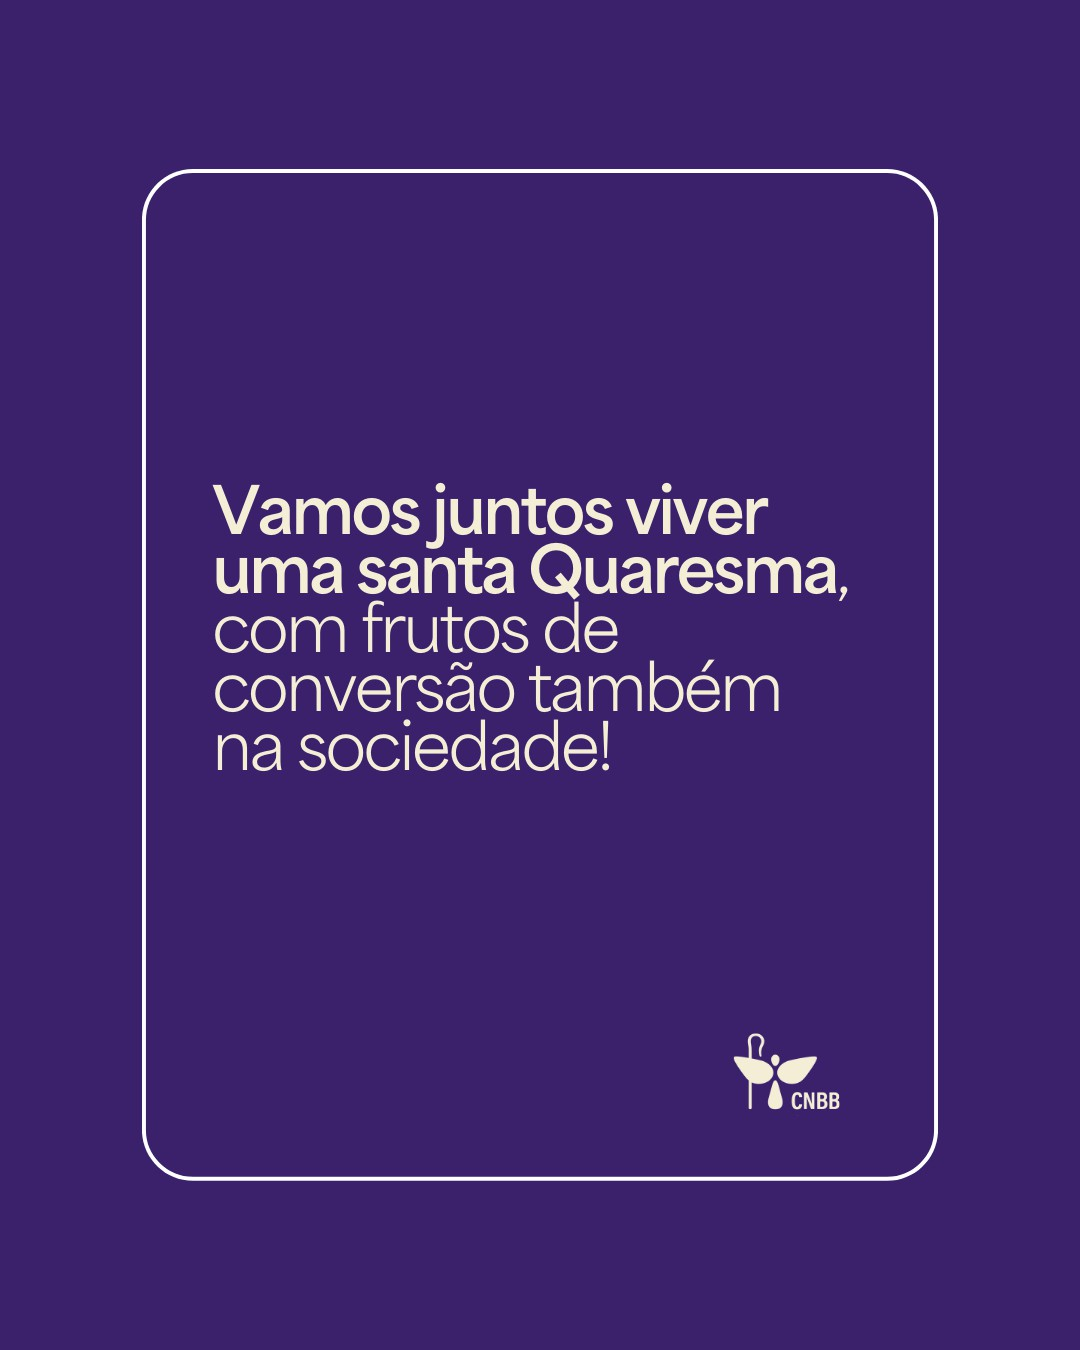 Vamos juntos viver
uma santa Quaresma,
com frutos de
conversão também
na sociedade!
CNBB